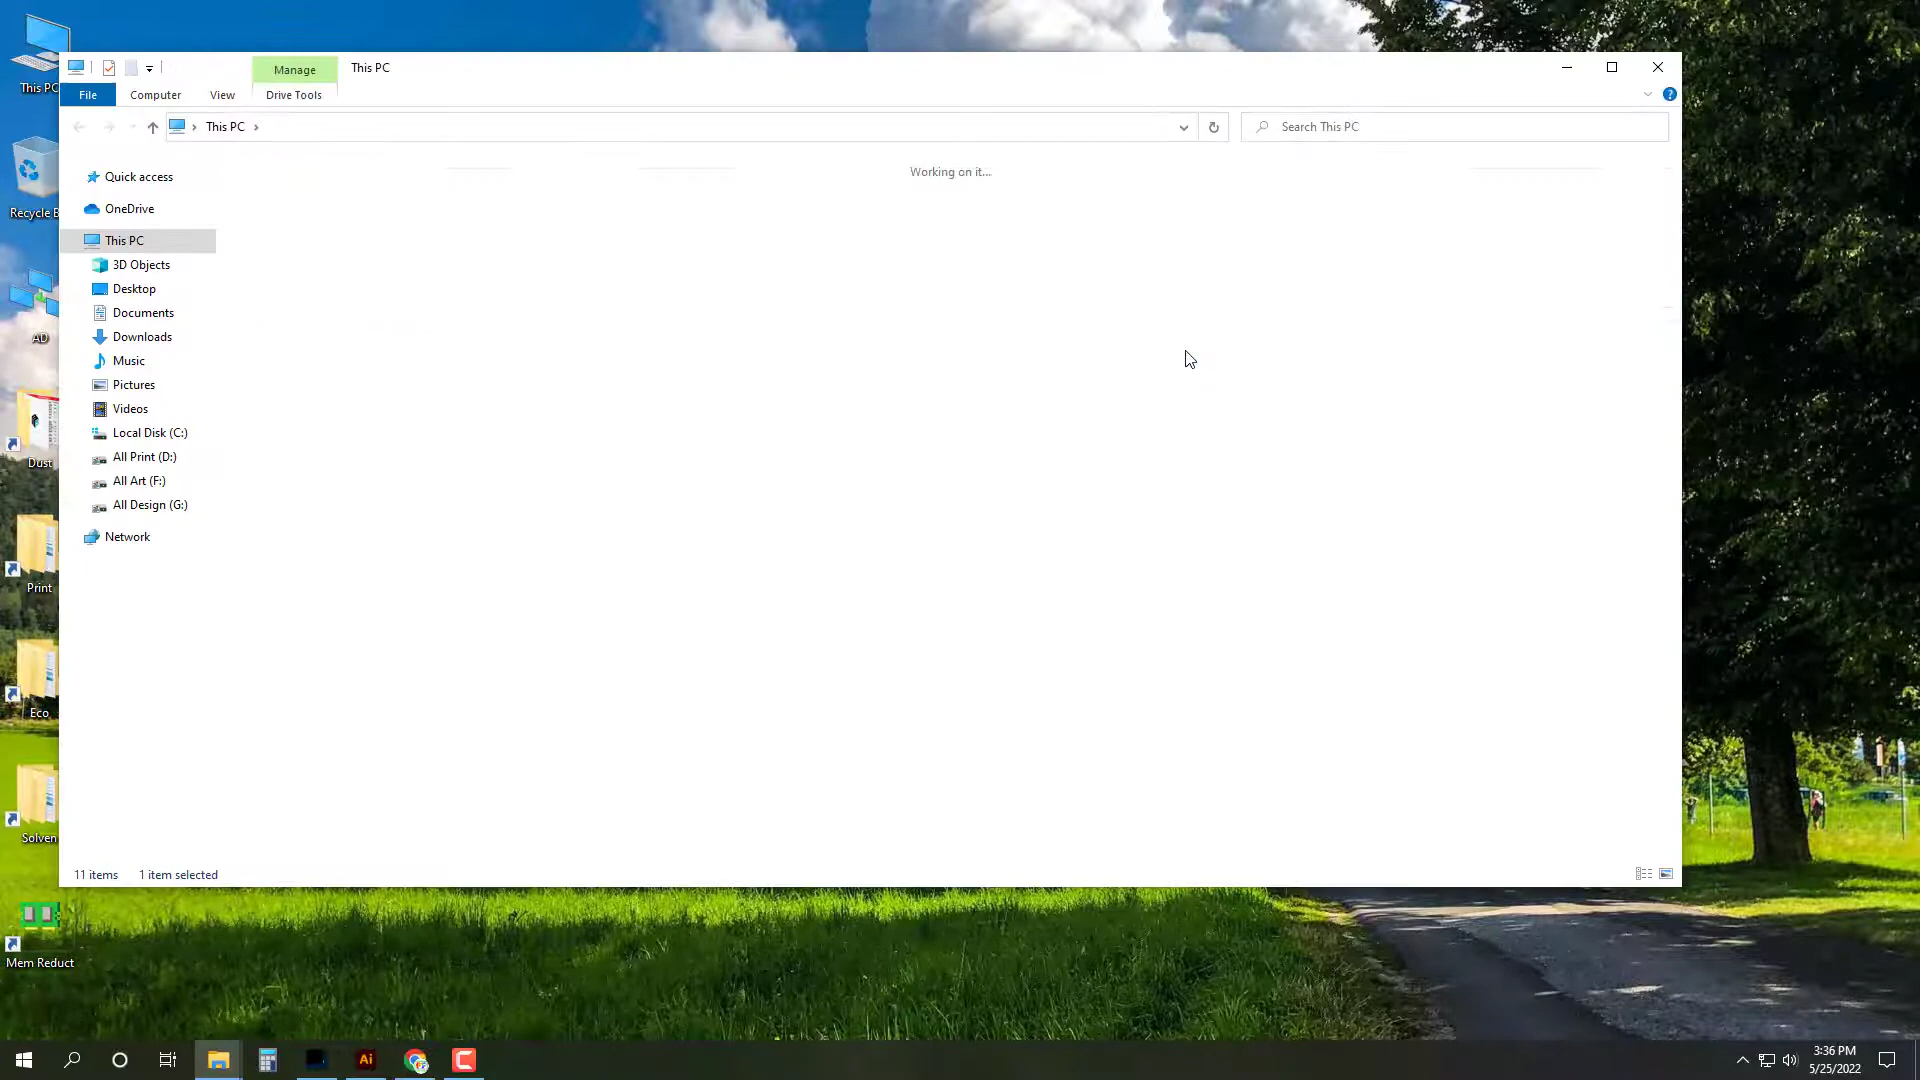 This PC
Manage
This PC
File
Computer
View
Drive Tools
This PC
Search This PC
Working on it...
Quick access
OneDrive
This PC
3D Objects
Desktop
Documents
Downloads
Music
Pictures
Videos
Local Disk (C:)
All Print (D:)
All Art (F:)
All Design (G:)
Network
11 items
1 item selected
Recycle B
AD
Dust
Print
Eco
Solven
Mem Reduct
Ai
3:36 PM
5/25/2022